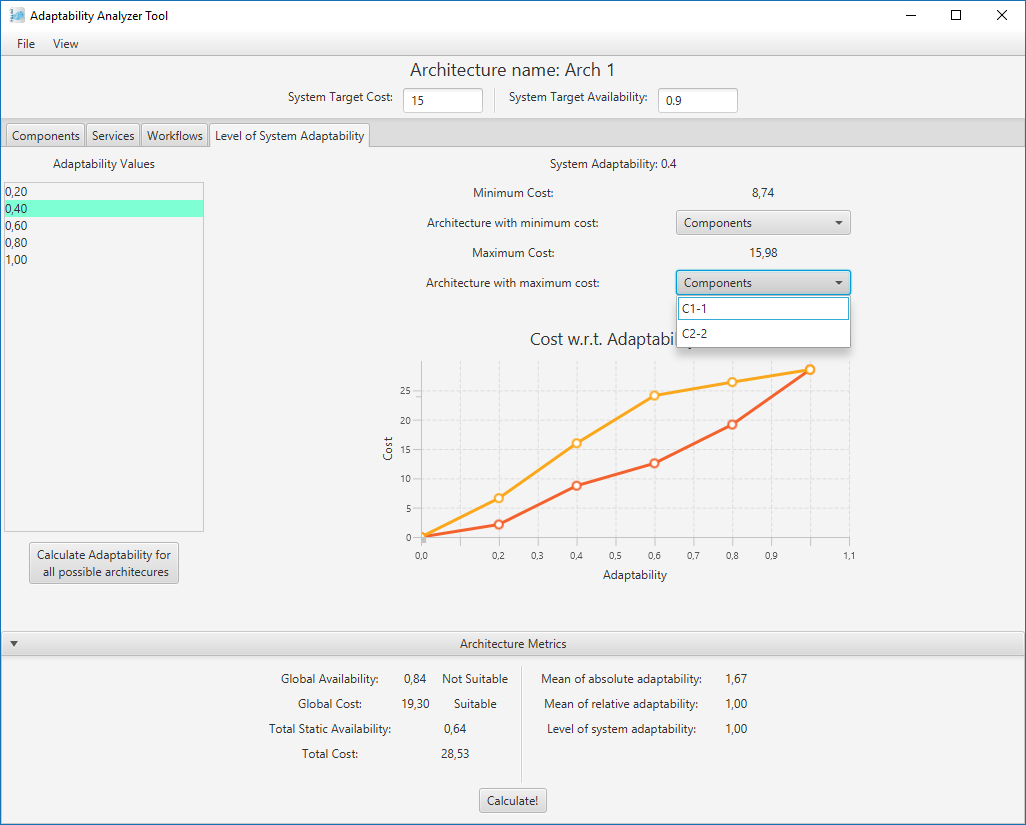 Adaptability Analyzer Tool
File View
Architecture name: Arch 1
System Target Cost: 15 System Target Availability: 0.9
Components Services Workflows Level of System Adaptability
Adaptability Values
0,20
0,40
0,60
0,80
1,00
Calculate Adaptability for
all possible architecures
System Adaptability: 0.4
Minimum Cost: 8,74
Architecture with minimum cost: Components
Maximum Cost: 15,98
Architecture with maximum cost: Components
C1-1
C2-2
Cost w.r.t. Adaptabi
25
20
15
10
5
0
Cost
0,0 0,2 0,3 0,4 0,5 0,6 0,7 0,8 0,9 1,1
Adaptability
Architecture Metrics
Global Availability: 0,84 Not Suitable
Global Cost: 19,30 Suitable
Total Static Availability: 0,64
Total Cost: 28,53
Mean of absolute adaptability: 1,67
Mean of relative adaptability: 1,00
Level of system adaptability: 1,00
Calculate!